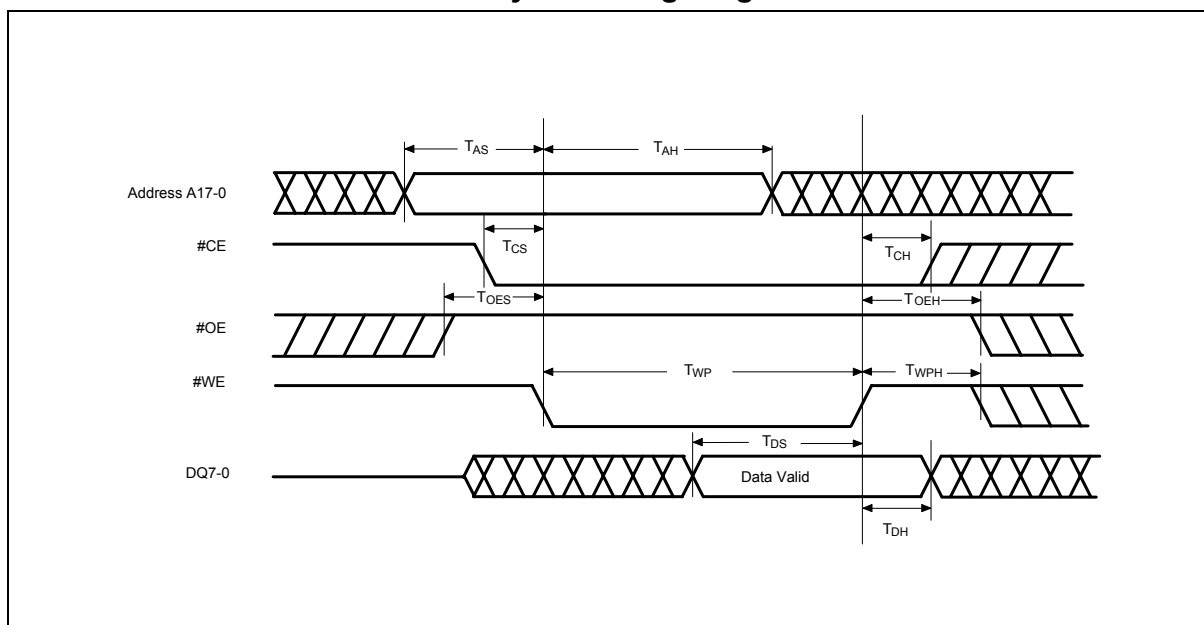 TAS
TAH
Address A17-0
TCS
TCH
#CE
TOES
TOEH
#OE
TWP
TWPH
#WE
TDS
DQ7-0
Data Valid
TDH